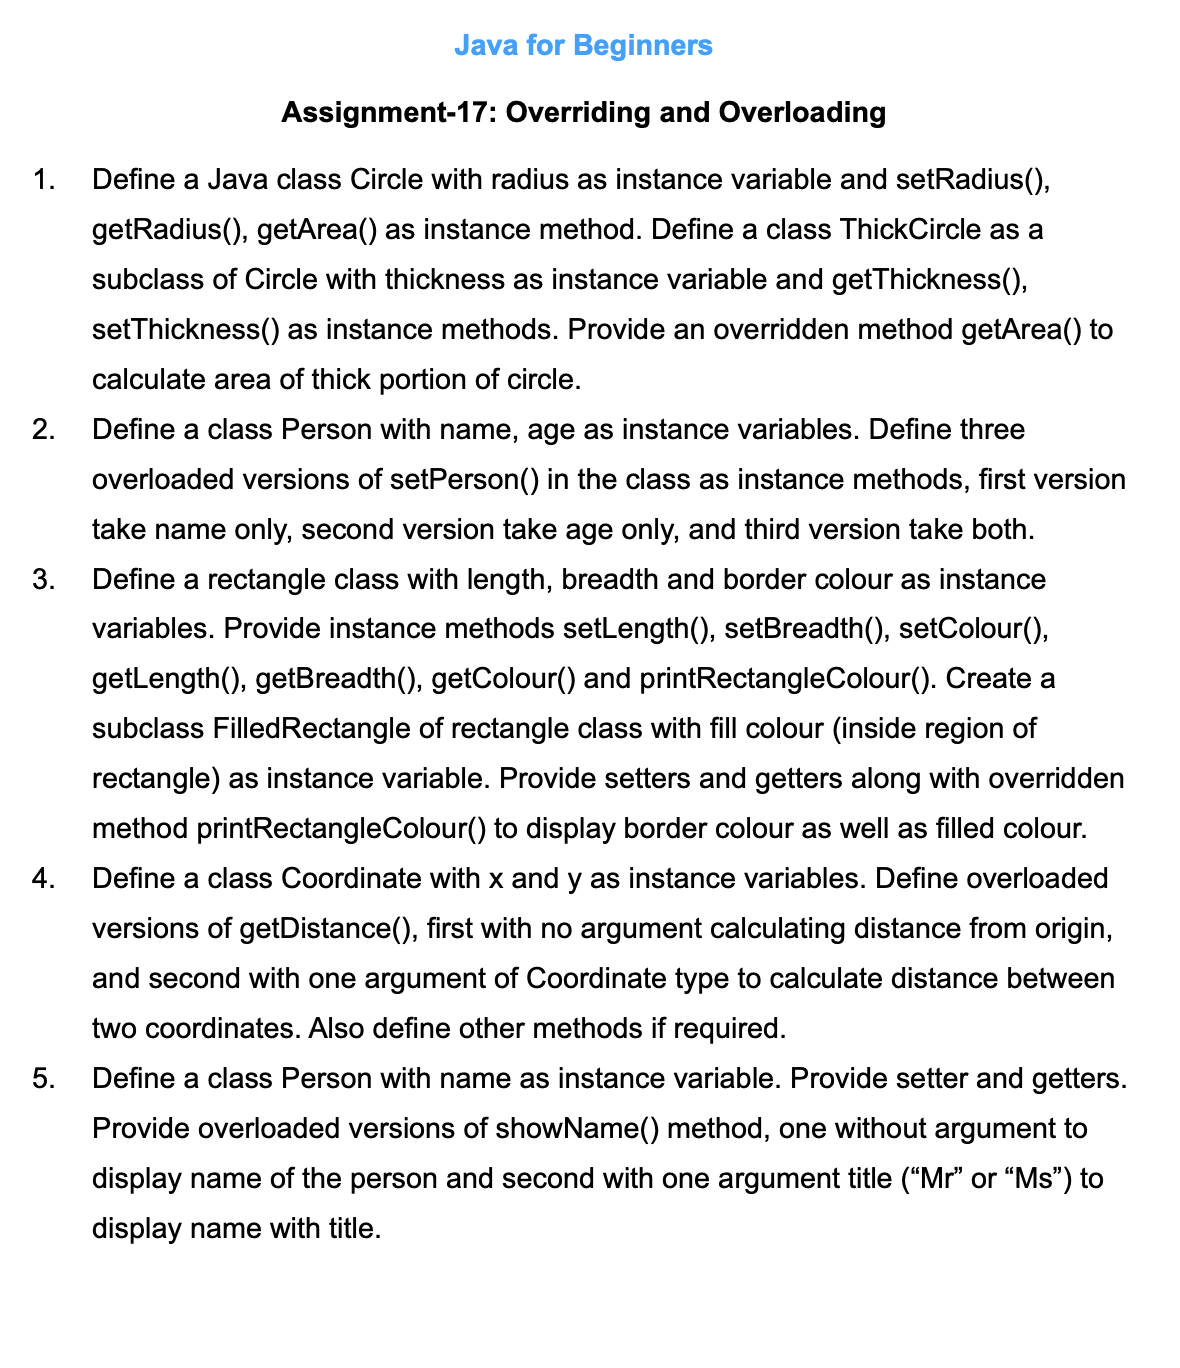 Java for Beginners
Assignment-17: Overriding and Overloading
1. Define a Java class Circle with radius as instance variable and setRadius(),
getRadius(), getArea() as instance method. Define a class ThickCircle as a
subclass of Circle with thickness as instance variable and getThickness(),
setThickness() as instance methods. Provide an overridden method getArea() to
calculate area of thick portion of circle.
2. Define a class Person with name, age as instance variables. Define three
overloaded versions of setPerson() in the class as instance methods, first version
take name only, second version take age only, and third version take both.
3. Define a rectangle class with length, breadth and border colour as instance
variables. Provide instance methods setLength(), setBreadth(), setColour(),
getLength(), getBreadth(), getColour() and printRectangleColour(). Create a
subclass FilledRectangle of rectangle class with fill colour (inside region of
rectangle) as instance variable. Provide setters and getters along with overridden
method printRectangleColour() to display border colour as well as filled colour.
4. Define a class Coordinate with x and y as instance variables. Define overloaded
versions of getDistance(), first with no argument calculating distance from origin,
and second with one argument of Coordinate type to calculate distance between
two coordinates. Also define other methods if required.
5. Define a class Person with name as instance variable. Provide setter and getters.
Provide overloaded versions of showName() method, one without argument to
display name of the person and second with one argument title (“Mr” or “Ms”) to
display name with title.